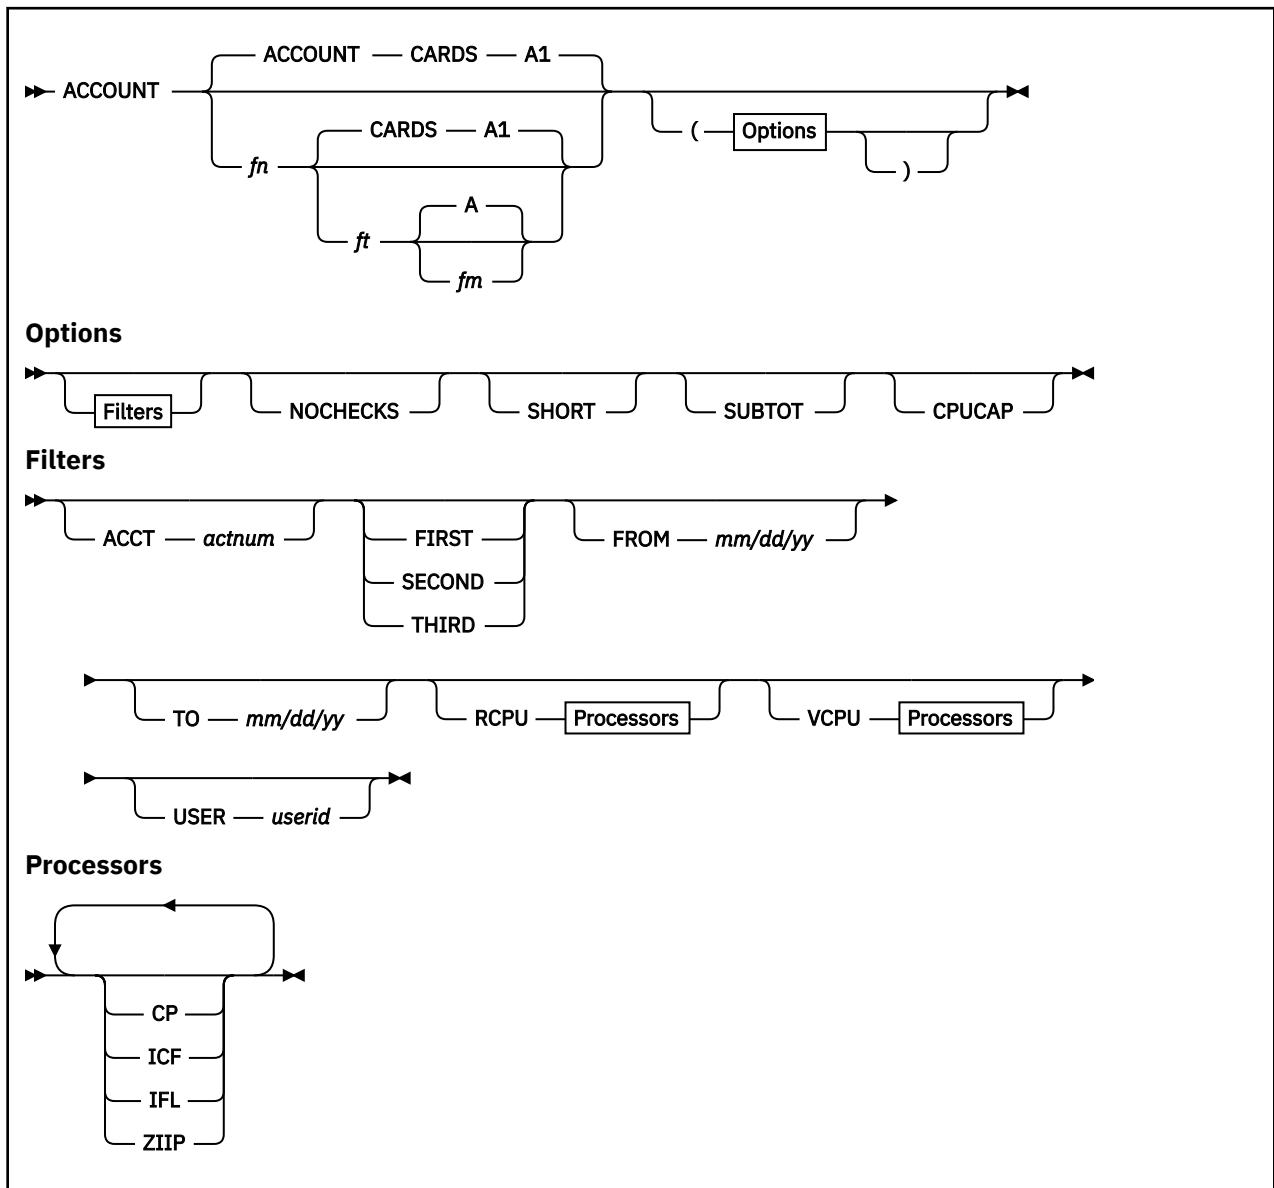 ACCOUNT CARDS A1
ACCOUNT
CARDS A1
( Options
fn
)
A
ft
fm
Options
Filters NOCHECKS SHORT SUBTOT CPUCAP
Filters
ACCT actnum FIRST FROM mm/dd/yy
SECOND
THIRD
TO mm/dd/yy RCPU Processors VCPU Processors
USER userid
Processors
CP
ICF
IFL
ZIIP